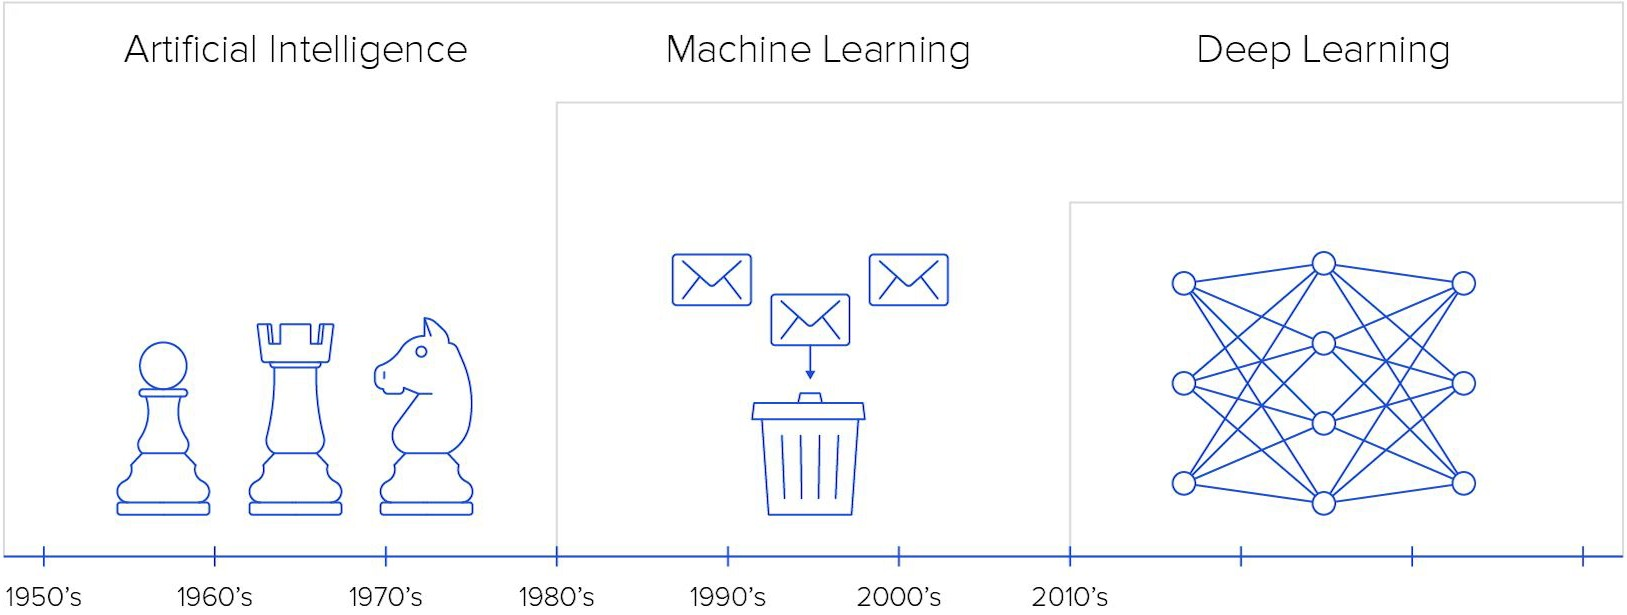 Artificial Intelligence
Machine Learning
Deep Learning
1950's
1960's
1970's
1980's
1990's
2000's
2010's